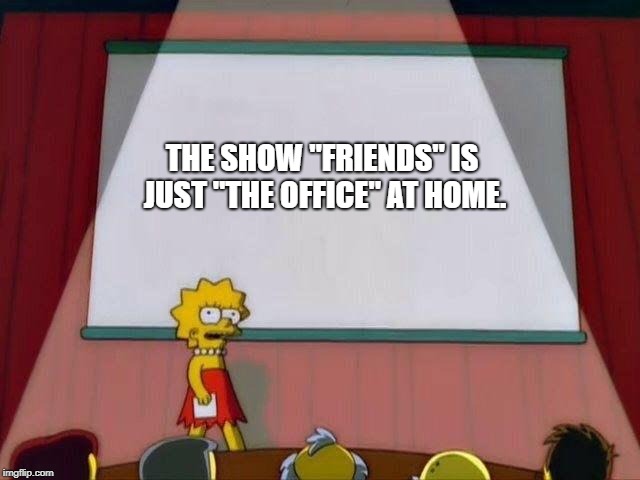 THE SHOW "FRIENDS" IS
JUST "THE OFFICE" AT HOME.
imgflip.com